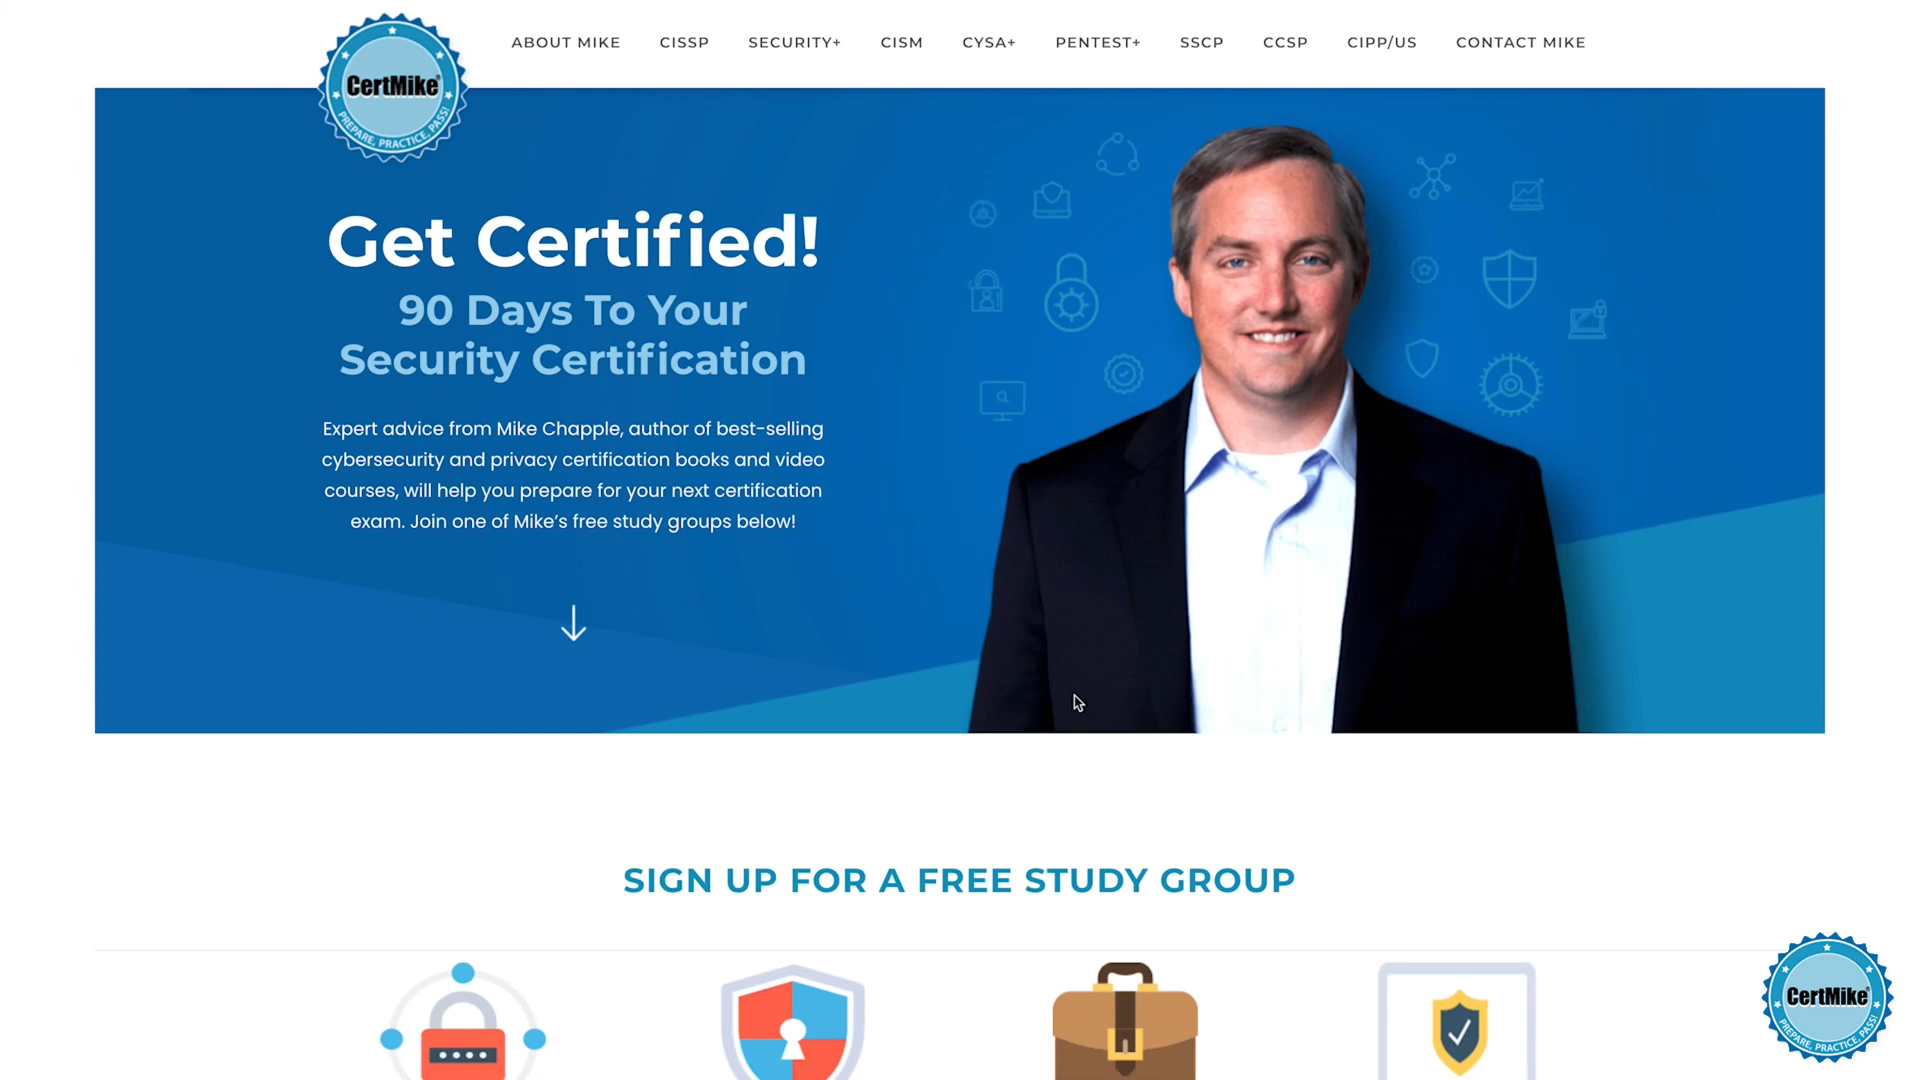 CertMike®
PREPARE, PRACTICE, PASS!
ABOUT MIKE
CISSP
SECURITY+
CISM
CYSA+
PENTEST+
SSCP
CCSP
CIPP/US
CONTACT MIKE
Get Certified!
90 Days To Your
Security Certification
Expert advice from Mike Chapple, author of best-selling
cybersecurity and privacy certification books and video
courses, will help you prepare for your next certification
exam. Join one of Mike’s free study groups below!
SIGN UP FOR A FREE STUDY GROUP
CertMike®
PREPARE, PRACTICE, PASS!